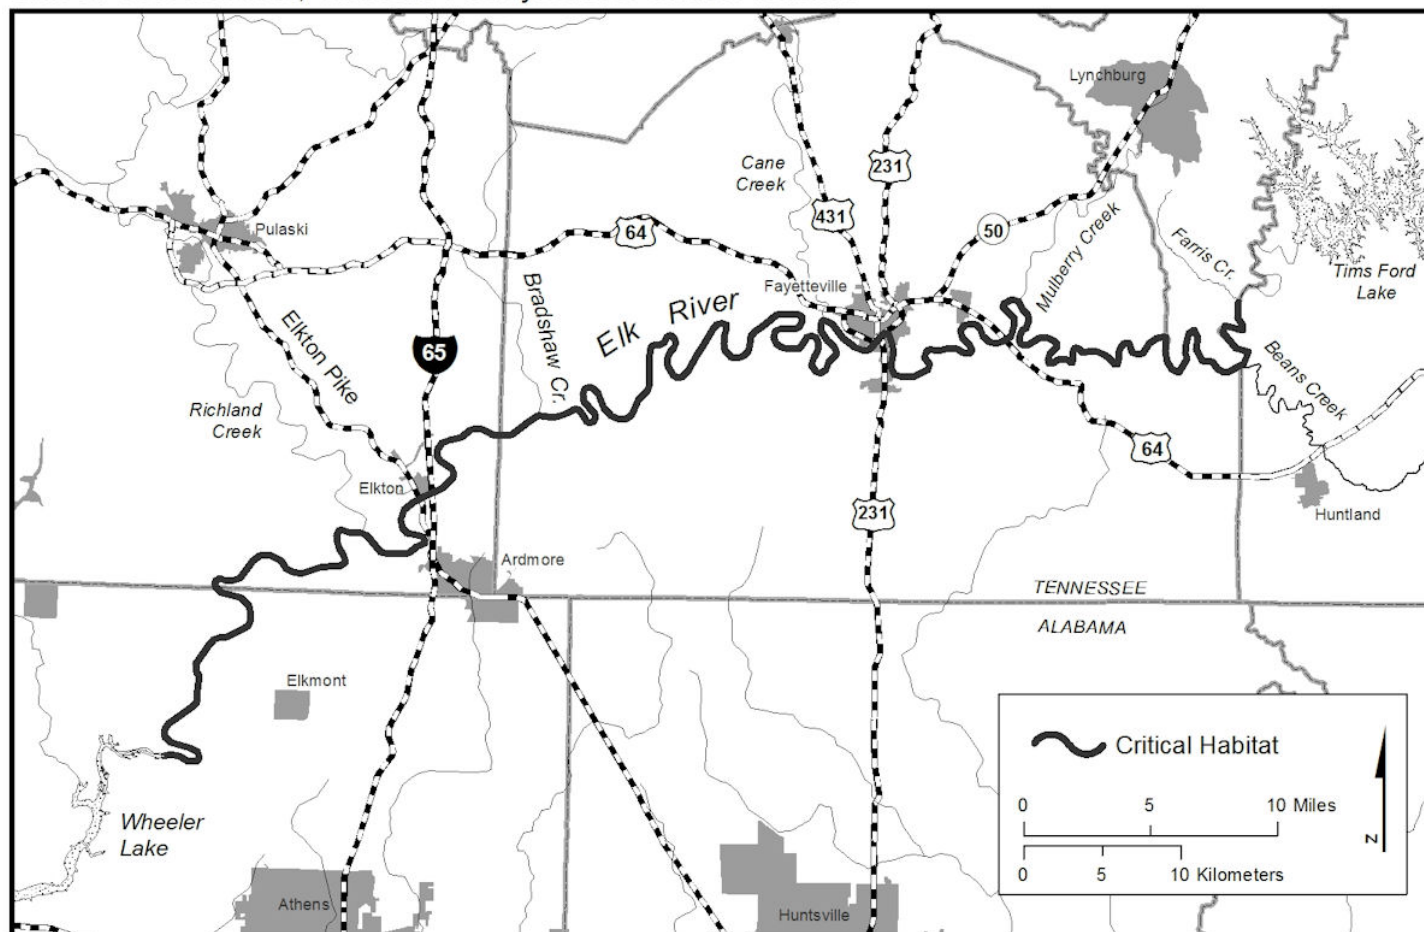 Lynchburg
231
Cane
Creek
431
64
50
Mulberry Creek
Farris Cr.
Tims Ford
Lake
Pulaski
Fayetteville
Elk River
Bradshaw Cr.
Elkton Pike
65
Beans Creek
Richland
Creek
64
Elkton
231
Huntland
Ardmore
TENNESSEE
ALABAMA
Elkmont
Critical Habitat
0 5 10 Miles
0 5 10 Kilometers
N
Wheeler
Lake
Athens
Huntsville